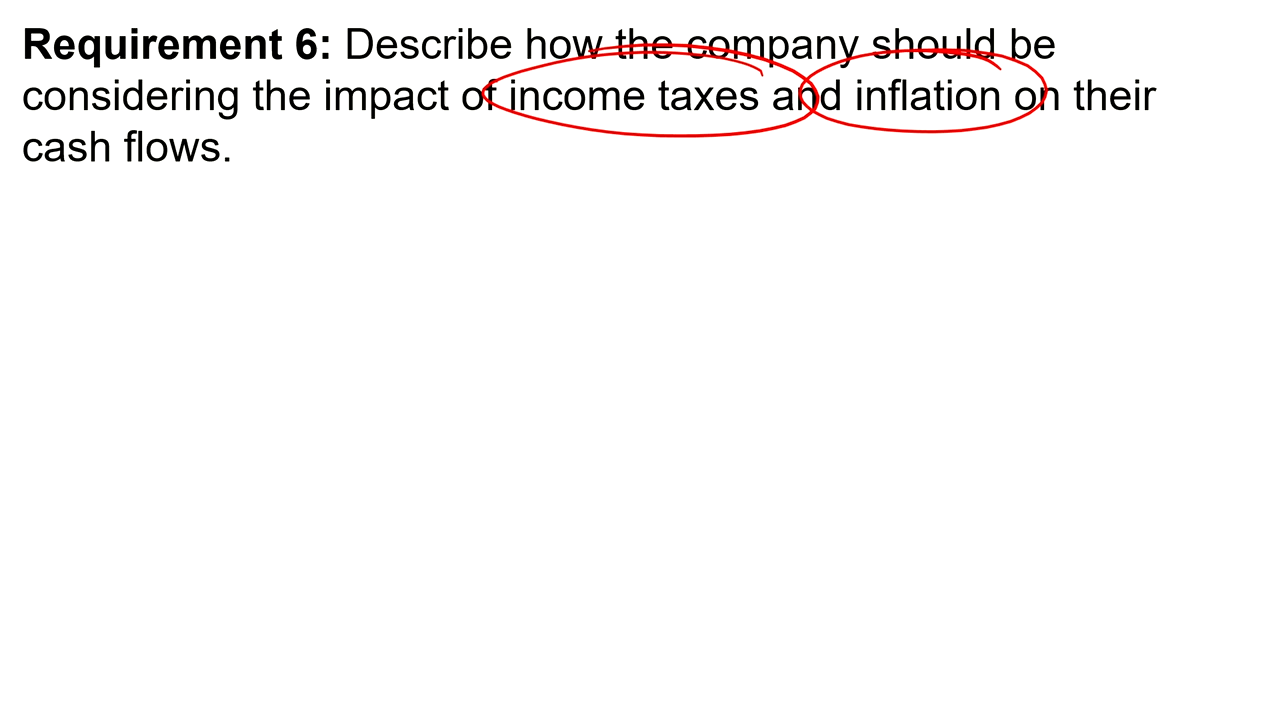 Requirement 6: Describe how the company should be
considering the impact of income taxes and inflation on their
cash flows.